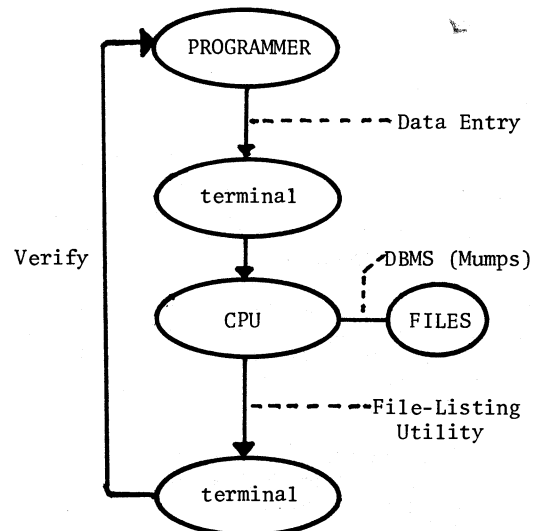 PROGRAMMER
Data Entry
terminal
Verify
DBMS (Mumps)
CPU
FILES
File-Listing
Utility
terminal